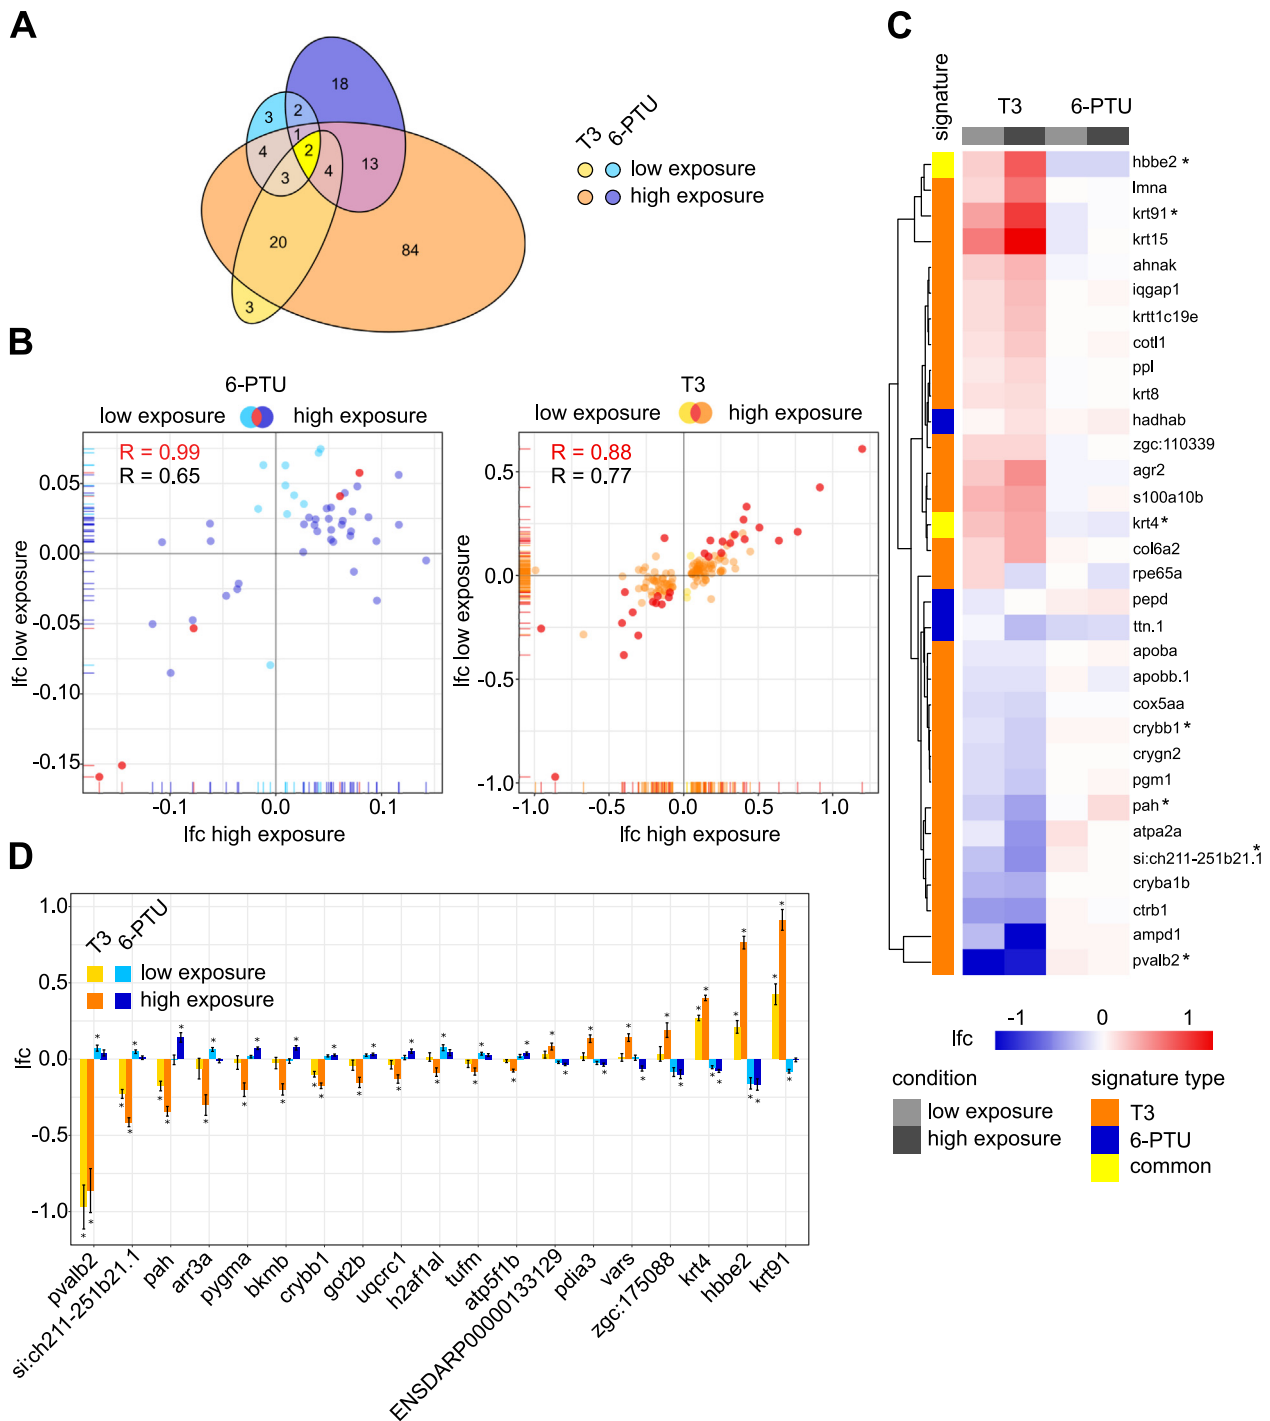 A
18
3
2
1
4
2
3
4
13
20
84
3
T3
6-PTU
low exposure
high exposure
B
6-PTU
low exposure
high exposure
R = 0.99
R = 0.65
0.05
0.00
-0.05
-0.10
-0.15
-0.1
0.0
0.1
lfc low exposure
lfc high exposure
T3
low exposure
high exposure
R = 0.88
R = 0.77
0.5
0.0
-0.5
-1.0
-1.0
-0.5
0.0
0.5
1.0
lfc low exposure
lfc high exposure
C
signature
T3
6-PTU
hbbe2 *
lmna
krt91 *
krt15
ahnak
iqgap1
krtt1c19e
cotl1
ppl
krt8
hadhab
zgc:110339
agr2
s100a10b
krt4 *
col6a2
rpe65a
pepd
ttn.1
apoba
apobb.1
cox5aa
crybb1 *
crygn2
pgm1
pah *
atpa2a
si:ch211-251b21.1 *
cryba1b
ctrb1
ampd1
pvalb2 *
lfc
-1
0
1
condition
low exposure
high exposure
signature type
T3
6-PTU
common
D
T3
6-PTU
low exposure
high exposure
1.0
0.5
0.0
-0.5
-1.0
lfc
pvalb2
si:ch211-251b21.1
pah
arr3a
pygma
bkmb
crybb1
got2b
uqcrc1
h2af1al
tufm
atp5f1b
ENSDARP00000133129
pdia3
vars
zgc:175088
krt4
hbbe2
krt91